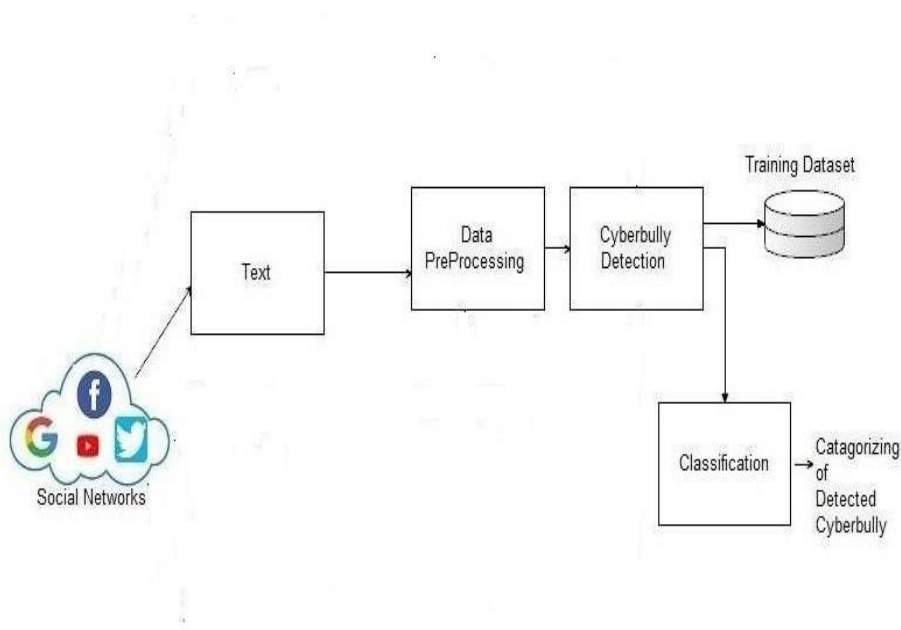 Training Dataset
Data
PreProcessing
Cyberbully
Detection
Text
Classification
Catagorizing
of
Detected
Cyberbully
f
G
Social Networks